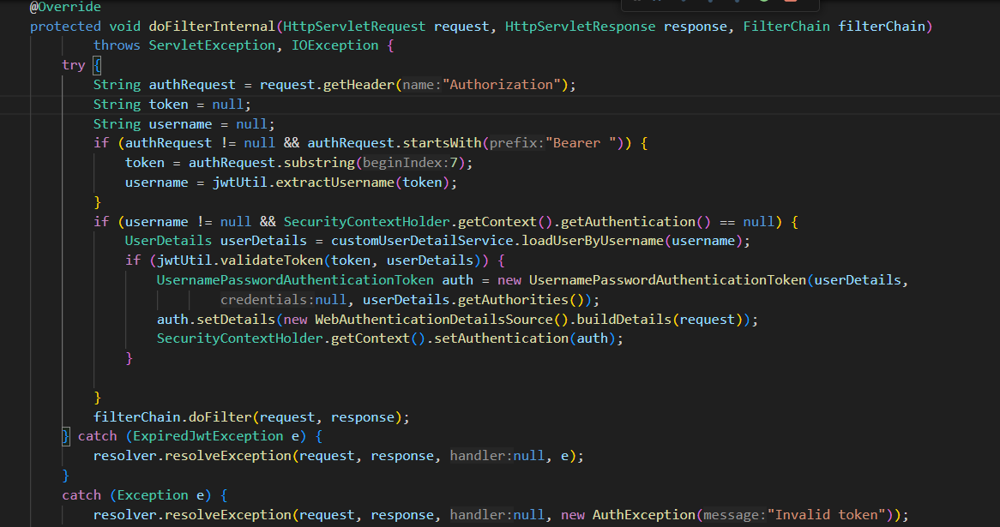 @Override
protected void doFilterInternal(HttpServletRequest request, HttpServletResponse response, FilterChain filterChain)
throws ServletException, IOException {
try {
String authRequest = request.getHeader(name:"Authorization");
String token = null;
String username = null;
if (authRequest != null && authRequest.startsWith(prefix:"Bearer ")) {
token = authRequest.substring(beginIndex:7);
username = jwtUtil.extractUsername(token);
}
if (username != null && SecurityContextHolder.getContext().getAuthentication() == null) {
UserDetails userDetails = customUserDetailService.loadUserByUsername(username);
if (jwtUtil.validateToken(token, userDetails)) {
UsernamePasswordAuthenticationToken auth = new UsernamePasswordAuthenticationToken(userDetails,
credentials:null, userDetails.getAuthorities());
auth.setDetails(new WebAuthenticationDetailsSource().buildDetails(request));
SecurityContextHolder.getContext().setAuthentication(auth);
}
}
filterChain.doFilter(request, response);
} catch (ExpiredJwtException e) {
resolver.resolveException(request, response, handler:null, e);
}
catch (Exception e) {
resolver.resolveException(request, response, handler:null, new AuthException(message:"Invalid token"));